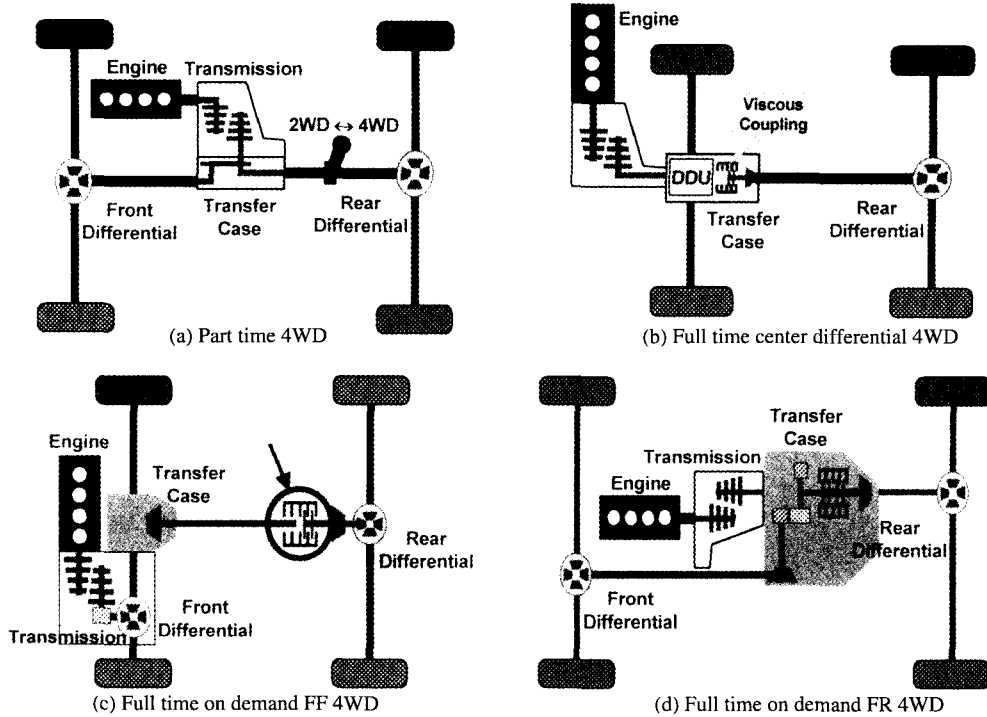 Engine
Transmission
2WD ↔ 4WD
Front
Differential
Transfer
Case
Rear
Differential
(a) Part time 4WD
Engine
Viscous
Coupling
DDU
Transfer
Case
Rear
Differential
(b) Full time center differential 4WD
Engine
Transfer
Case
Rear
Differential
Front
Differential
Transmission
(c) Full time on demand FF 4WD
Transfer
Case
Transmission
Engine
Rear
Differential
Front
Differential
(d) Full time on demand FR 4WD